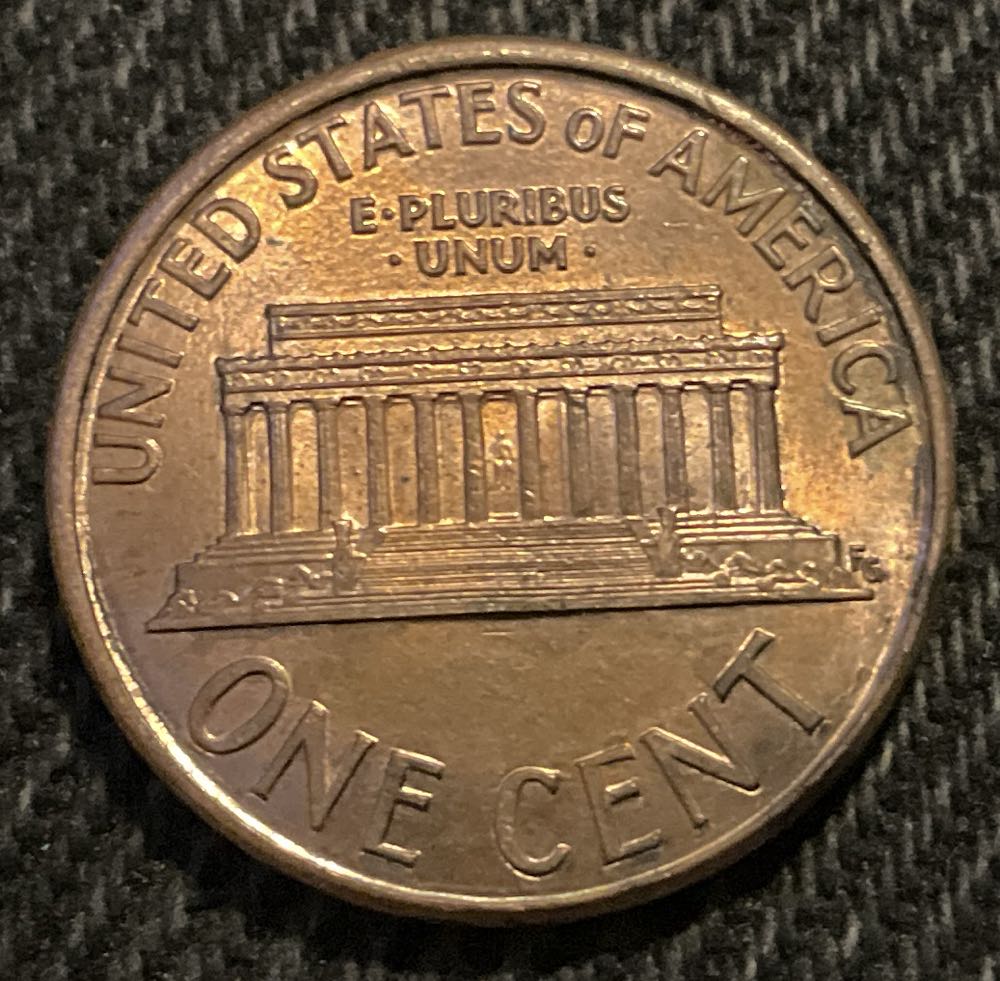 UNITED STATES OF AMERICA
E·PLURIBUS
·UNUM·
FG
ONE CENT